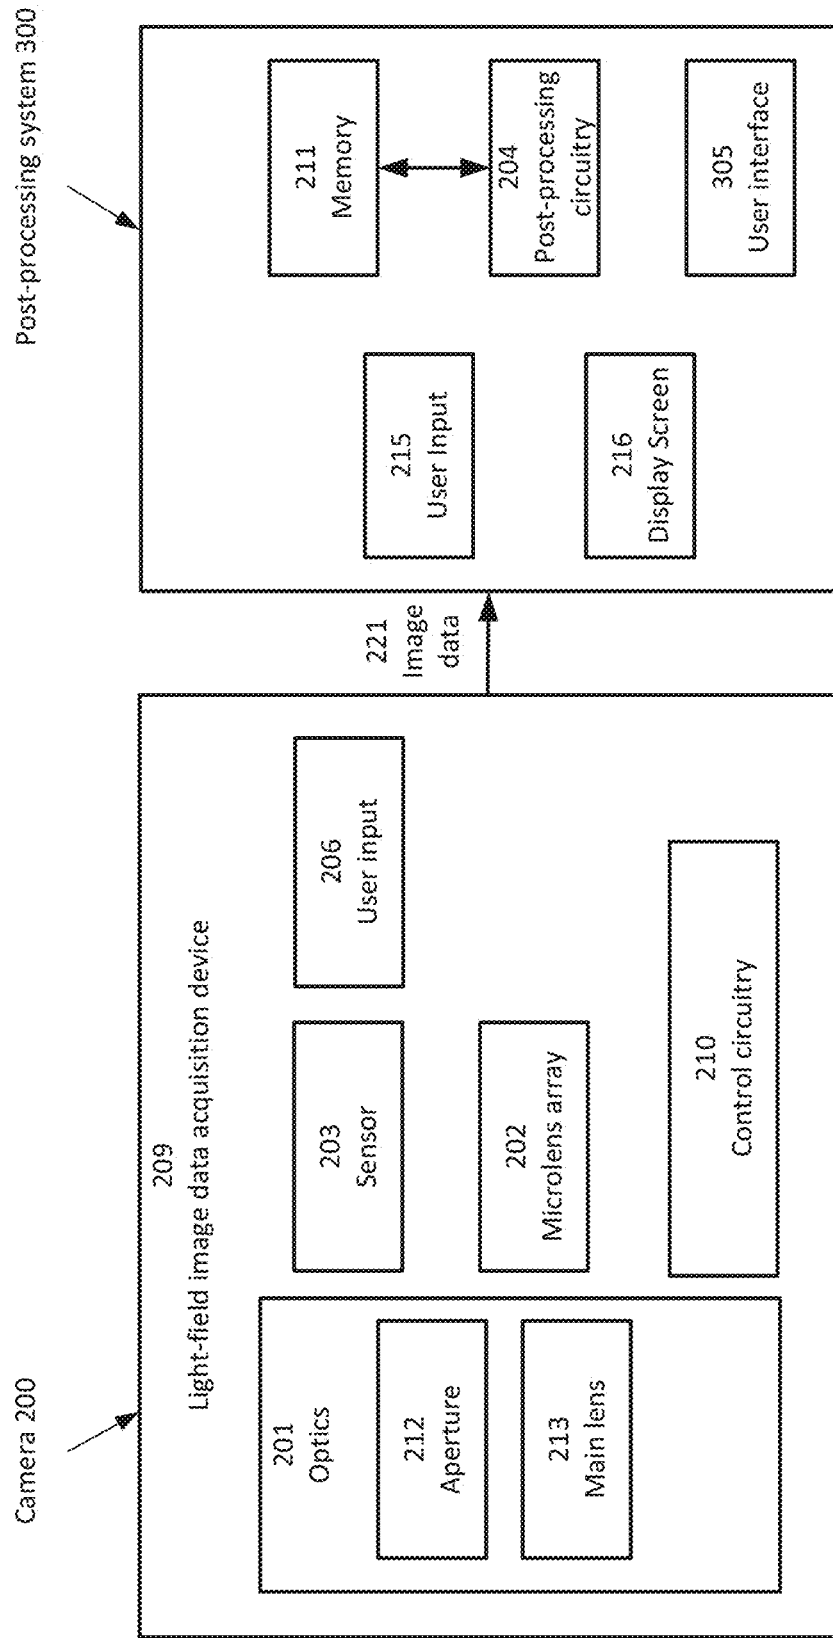 Camera 200
209
Light-field image data acquisition device
201
Optics
212
Aperture
213
Main lens
203
Sensor
202
Microlens array
206
User input
210
Control circuitry
221
Image
data
Post-processing system 300
215
User Input
216
Display Screen
211
Memory
204
Post-processing
circuitry
305
User interface